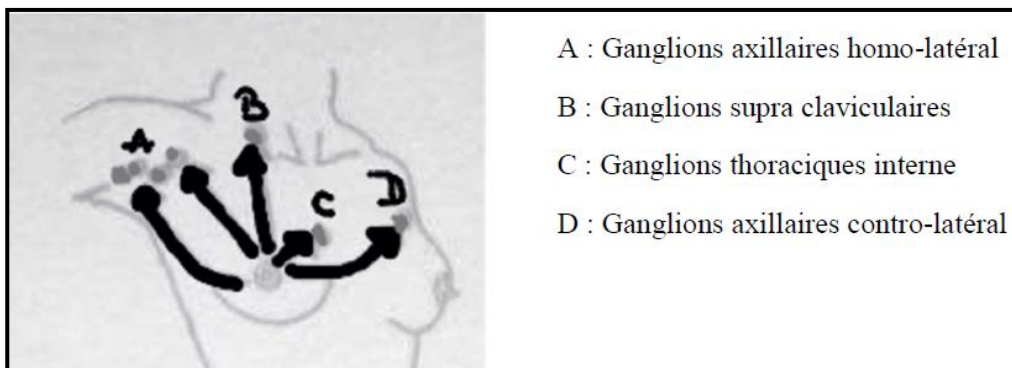 A
B
C
D
A : Ganglions axillaires homo-latéral
B : Ganglions supra claviculaires
C : Ganglions thoraciques interne
D : Ganglions axillaires contro-latéral